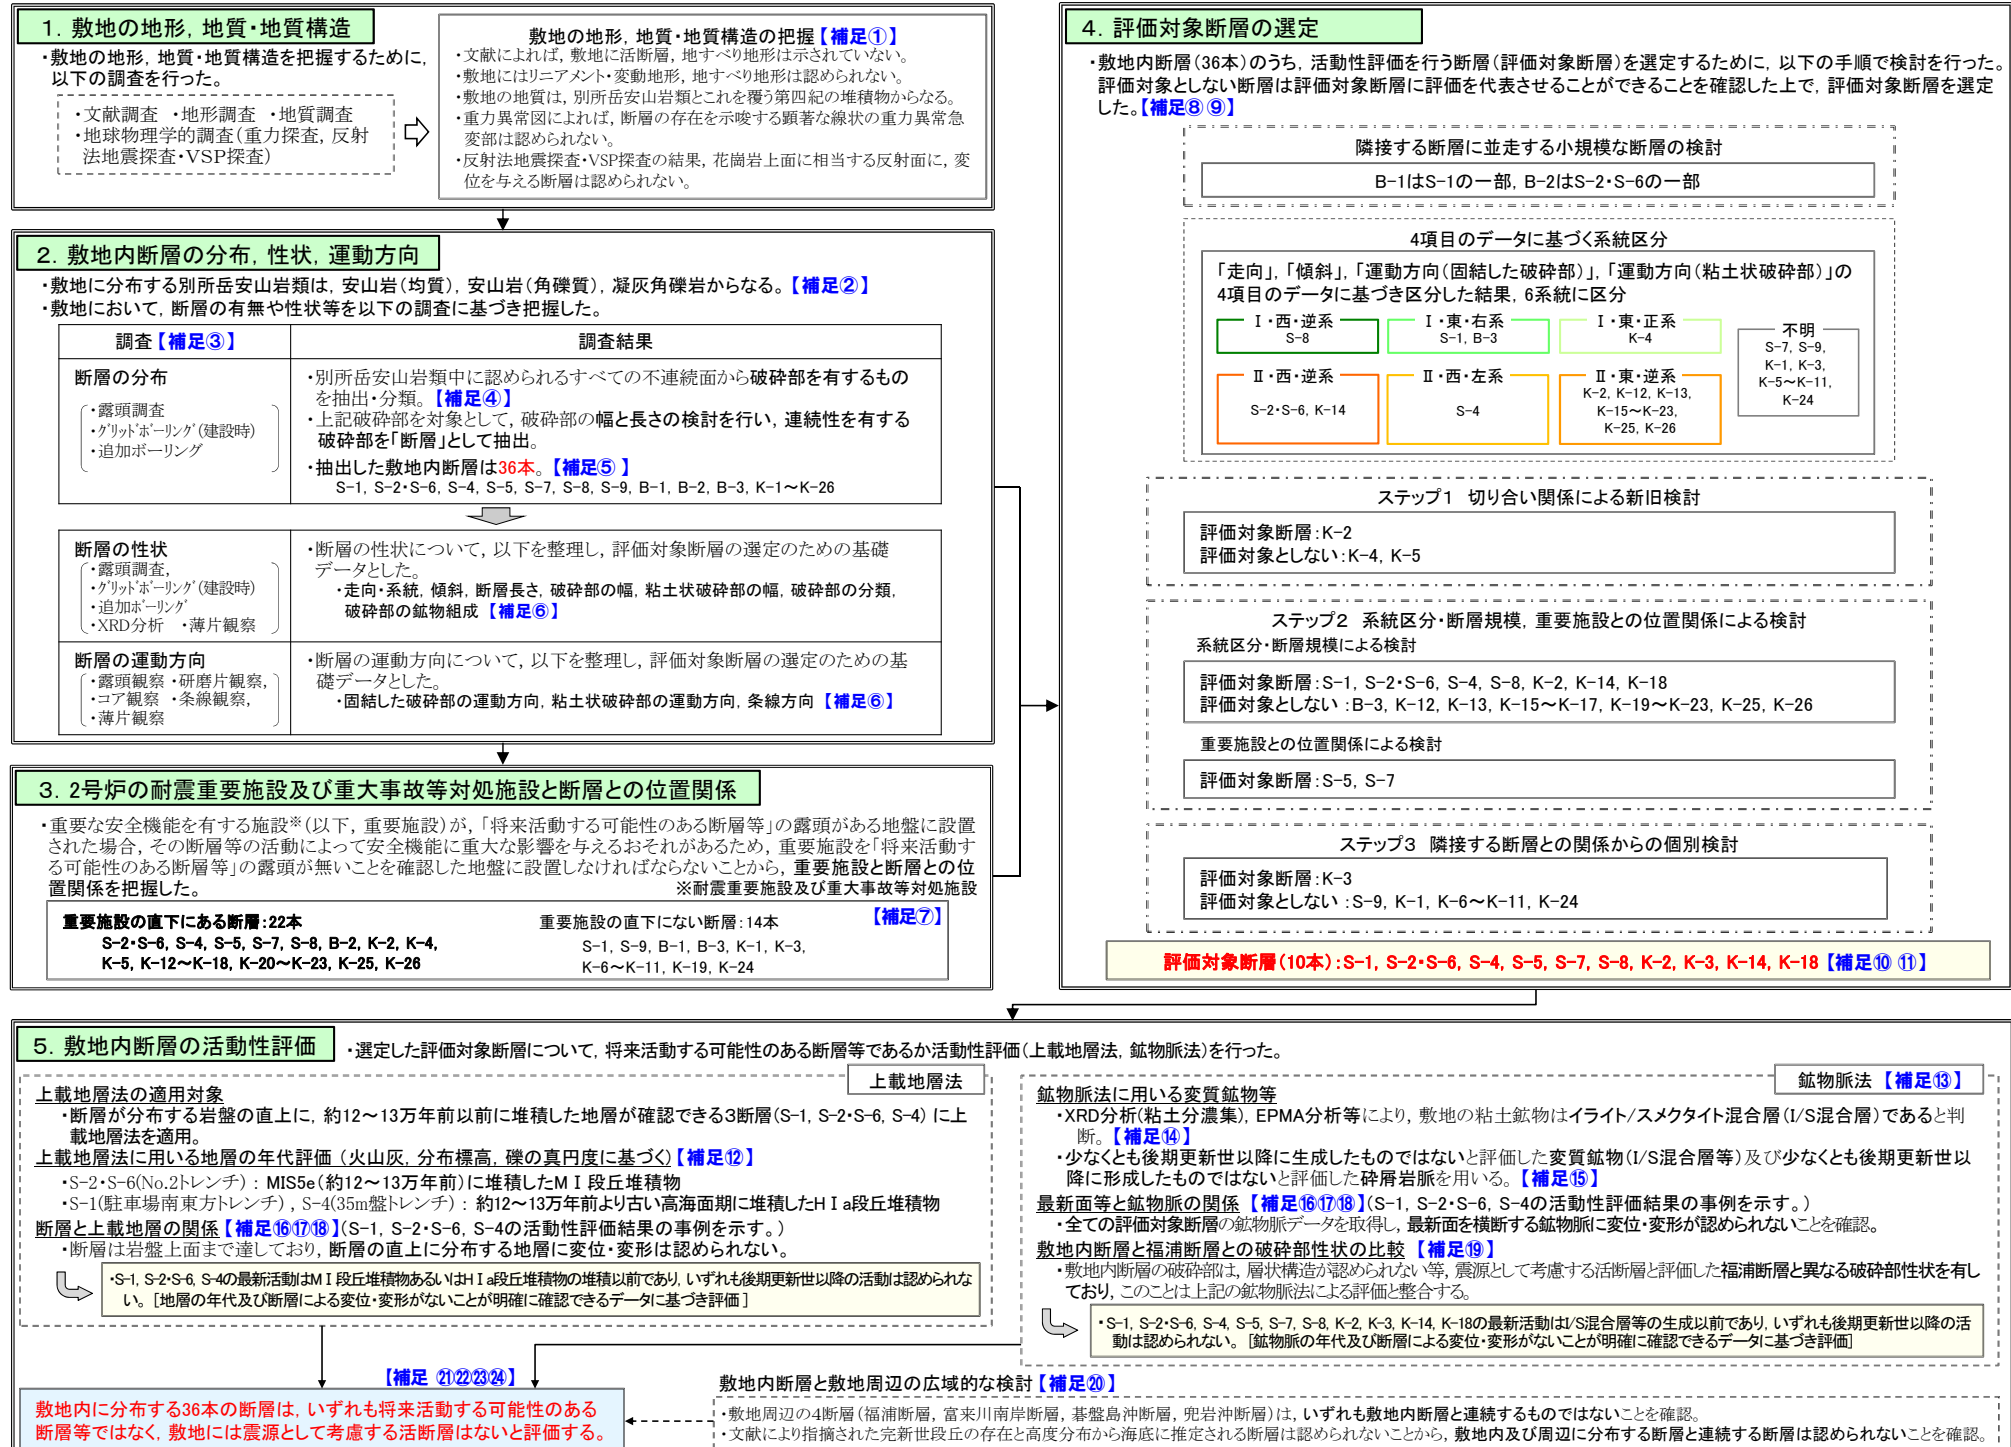 1. 敷地の地形, 地質・地質構造
・敷地の地形, 地質・地質構造を把握するために,
以下の調査を行った。
・文献調査 ・地形調査 ・地質調査
・地球物理学的調査(重力探査, 反射
法地震探査・VSP探査)
敷地の地形, 地質・地質構造の把握【補足①】
・文献によれば, 敷地に活断層, 地すべり地形は示されていない。
・敷地にはリニアメント・変動地形, 地すべり地形は認められない。
・敷地の地質は, 別所岳安山岩類とこれを覆う第四紀の堆積物からなる。
・重力異常図によれば, 断層の存在を示唆する顕著な線状の重力異常急
変部は認められない。
・反射法地震探査・VSP探査の結果, 花崗岩上面に相当する反射面に, 変
位を与える断層は認められない。
2. 敷地内断層の分布, 性状, 運動方向
・敷地に分布する別所岳安山岩類は, 安山岩(均質), 安山岩(角礫質), 凝灰角礫岩からなる。【補足②】
・敷地において, 断層の有無や性状等を以下の調査に基づき把握した。
調査【補足③】
調査結果
断層の分布
・露頭調査
・グリッドボーリング(建設時)
・追加ボーリング
・別所岳安山岩類中に認められるすべての不連続面から破砕部を有するもの
を抽出・分類。【補足④】
・上記破砕部を対象として, 破砕部の幅と長さの検討を行い, 連続性を有する
破砕部を「断層」として抽出。
・抽出した敷地内断層は36本。【補足⑤ 】
S-1, S-2・S-6, S-4, S-5, S-7, S-8, S-9, B-1, B-2, B-3, K-1～K-26
断層の性状
・露頭調査,
・グリッドボーリング(建設時)
・追加ボーリング
・XRD分析 ・薄片観察
・断層の性状について, 以下を整理し, 評価対象断層の選定のための基礎
データとした。
・走向・系統, 傾斜, 断層長さ, 破砕部の幅, 粘土状破砕部の幅, 破砕部の分類,
破砕部の鉱物組成 【補足⑥】
断層の運動方向
・露頭観察 ・研磨片観察,
・コア観察 ・条線観察,
・薄片観察
・断層の運動方向について, 以下を整理し, 評価対象断層の選定のための基
礎データとした。
・固結した破砕部の運動方向, 粘土状破砕部の運動方向, 条線方向 【補足⑥】
3. 2号炉の耐震重要施設及び重大事故等対処施設と断層との位置関係
・重要な安全機能を有する施設※(以下, 重要施設)が, 「将来活動する可能性のある断層等」の露頭がある地盤に設置
された場合, その断層等の活動によって安全機能に重大な影響を与えるおそれがあるため, 重要施設を「将来活動す
る可能性のある断層等」の露頭が無いことを確認した地盤に設置しなければならないことから, 重要施設と断層との位
置関係を把握した。
※耐震重要施設及び重大事故等対処施設
重要施設の直下にある断層:22本
S-2・S-6, S-4, S-5, S-7, S-8, B-2, K-2, K-4,
K-5, K-12～K-18, K-20～K-23, K-25, K-26
重要施設の直下にない断層:14本
S-1, S-9, B-1, B-3, K-1, K-3,
K-6～K-11, K-19, K-24
【補足⑦】
4. 評価対象断層の選定
・敷地内断層(36本)のうち, 活動性評価を行う断層(評価対象断層)を選定するために, 以下の手順で検討を行った。
評価対象としない断層は評価対象断層に評価を代表させることができることを確認した上で, 評価対象断層を選定
した。【補足⑧⑨】
隣接する断層に並走する小規模な断層の検討
B-1はS-1の一部, B-2はS-2・S-6の一部
4項目のデータに基づく系統区分
「走向」, 「傾斜」, 「運動方向(固結した破砕部)」, 「運動方向(粘土状破砕部)」の
4項目のデータに基づき区分した結果, 6系統に区分
Ⅰ・西・逆系
S-8
Ⅰ・東・右系
S-1, B-3
Ⅰ・東・正系
K-4
不明
S-7, S-9,
K-1, K-3,
K-5～K-11,
K-24
Ⅱ・西・逆系
S-2・S-6, K-14
Ⅱ・西・左系
S-4
Ⅱ・東・逆系
K-2, K-12, K-13,
K-15～K-23,
K-25, K-26
ステップ1 切り合い関係による新旧検討
評価対象断層:K-2
評価対象としない:K-4, K-5
ステップ2 系統区分・断層規模, 重要施設との位置関係による検討
系統区分・断層規模による検討
評価対象断層:S-1, S-2・S-6, S-4, S-8, K-2, K-14, K-18
評価対象としない :B-3, K-12, K-13, K-15～K-17, K-19～K-23, K-25, K-26
重要施設との位置関係による検討
評価対象断層:S-5, S-7
ステップ3 隣接する断層との関係からの個別検討
評価対象断層:K-3
評価対象としない :S-9, K-1, K-6～K-11, K-24
評価対象断層(10本):S-1, S-2・S-6, S-4, S-5, S-7, S-8, K-2, K-3, K-14, K-18【補足⑩ ⑪】
5. 敷地内断層の活動性評価
・選定した評価対象断層について, 将来活動する可能性のある断層等であるか活動性評価(上載地層法, 鉱物脈法)を行った。
上載地層法
上載地層法の適用対象
・断層が分布する岩盤の直上に, 約12～13万年前以前に堆積した地層が確認できる3断層(S-1, S-2・S-6, S-4) に上
載地層法を適用。
上載地層法に用いる地層の年代評価 (火山灰, 分布標高, 礫の真円度に基づく)【補足⑫】
・S-2・S-6(No.2トレンチ) : MIS5e(約12～13万年前)に堆積したMⅠ段丘堆積物
・S-1(駐車場南東方トレンチ) , S-4(35m盤トレンチ) : 約12～13万年前より古い高海面期に堆積したHⅠa段丘堆積物
断層と上載地層の関係【補足⑯⑰⑱】(S-1, S-2・S-6, S-4の活動性評価結果の事例を示す。)
・断層は岩盤上面まで達しており, 断層の直上に分布する地層に変位・変形は認められない。
・S-1, S-2・S-6, S-4の最新活動はMⅠ段丘堆積物あるいはHⅠa段丘堆積物の堆積以前であり, いずれも後期更新世以降の活動は認められな
い。[地層の年代及び断層による変位・変形がないことが明確に確認できるデータに基づき評価]
鉱物脈法 【補足⑬】
鉱物脈法に用いる変質鉱物等
・XRD分析(粘土分濃集), EPMA分析等により, 敷地の粘土鉱物はイライト/スメクタイト混合層(I/S混合層)であると判
断。【補足⑭】
・少なくとも後期更新世以降に生成したものではないと評価した変質鉱物(I/S混合層等)及び少なくとも後期更新世以
降に形成したものではないと評価した砕屑岩脈を用いる。【補足⑮】
最新面等と鉱物脈の関係 【補足⑯⑰⑱】(S-1, S-2・S-6, S-4の活動性評価結果の事例を示す。)
・全ての評価対象断層の鉱物脈データを取得し, 最新面を横断する鉱物脈に変位・変形が認められないことを確認。
敷地内断層と福浦断層との破砕部性状の比較 【補足⑲】
・敷地内断層の破砕部は, 層状構造が認められない等, 震源として考慮する活断層と評価した福浦断層と異なる破砕部性状を有し
ており, このことは上記の鉱物脈法による評価と整合する。
・S-1, S-2・S-6, S-4, S-5, S-7, S-8, K-2, K-3, K-14, K-18の最新活動はI/S混合層等の生成以前であり, いずれも後期更新世以降の活
動は認められない。[鉱物脈の年代及び断層による変位・変形がないことが明確に確認できるデータに基づき評価]
【補足 ㉑㉒㉓㉔】
敷地内に分布する36本の断層は, いずれも将来活動する可能性のある
断層等ではなく, 敷地には震源として考慮する活断層はないと評価する。
敷地内断層と敷地周辺の広域的な検討【補足⑳】
・敷地周辺の4断層(福浦断層, 富来川南岸断層, 碁盤島沖断層, 兜岩沖断層)は, いずれも敷地内断層と連続するものではないことを確認。
・文献により指摘された完新世段丘の存在と高度分布から海底に推定される断層は認められないことから, 敷地内及び周辺に分布する断層と連続する断層は認められないことを確認。